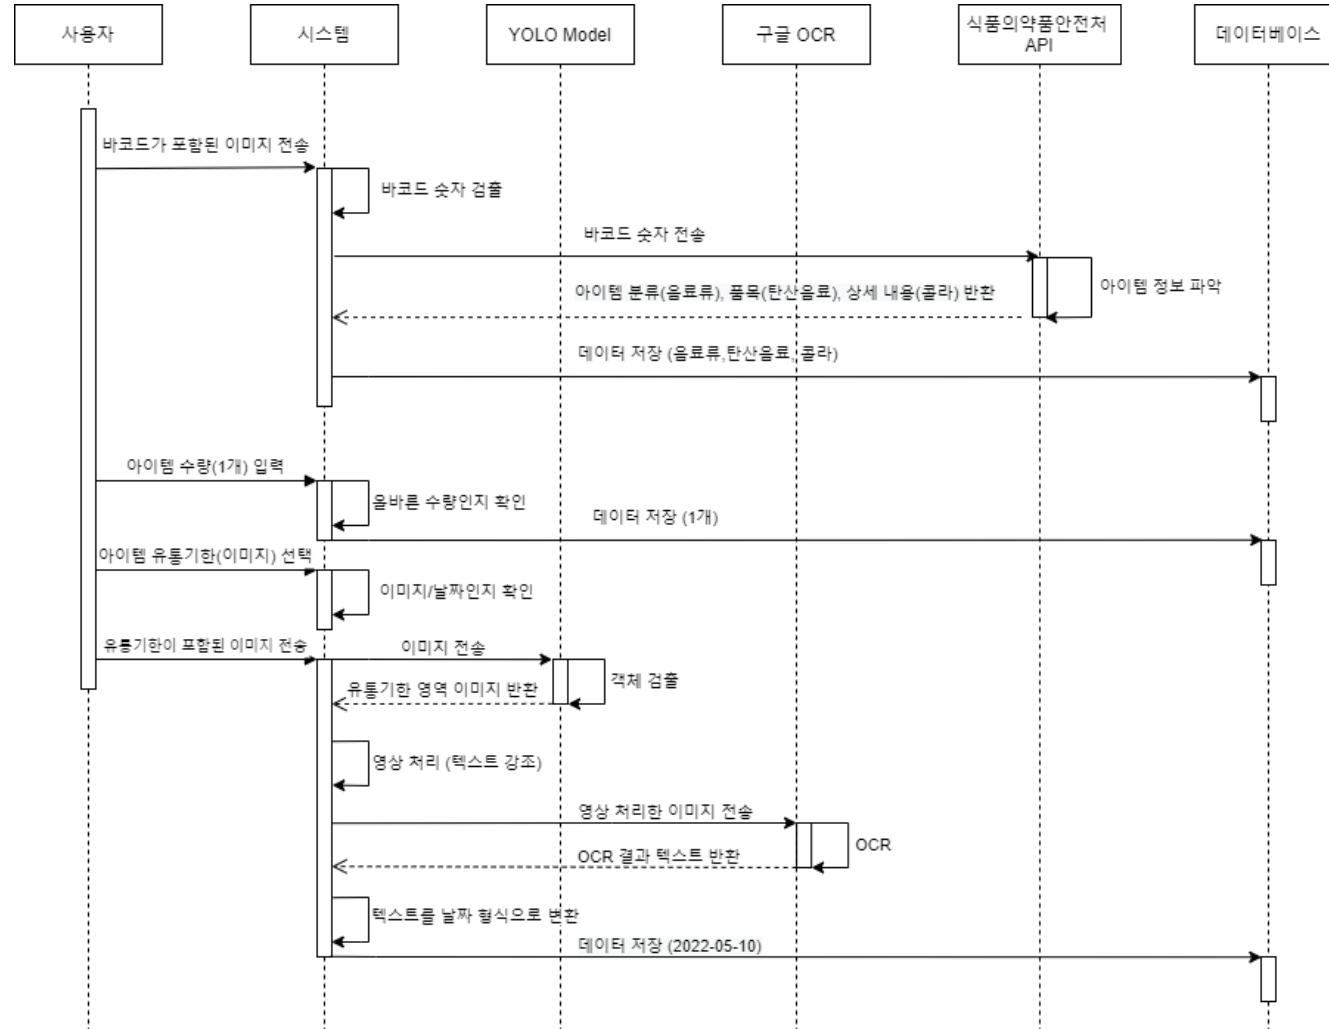 사용자
시스템
YOLO Model
구글 OCR
식품의약품안전처
API
데이터베이스
바코드가 포함된 이미지 전송
바코드 숫자 검출
바코드 숫자 전송
아이템 정보 파악
아이템 분류(음료류), 품목(탄산음료), 상세 내용(콜라) 반환
데이터 저장 (음료류,탄산음료, 콜라)
아이템 수량(1개) 입력
올바른 수량인지 확인
데이터 저장 (1개)
아이템 유통기한(이미지) 선택
이미지/날짜인지 확인
유통기한이 포함된 이미지 전송
이미지 전송
객체 검출
유통기한 영역 이미지 반환
영상 처리 (텍스트 강조)
영상 처리한 이미지 전송
OCR
OCR 결과 텍스트 반환
텍스트를 날짜 형식으로 변환
데이터 저장 (2022-05-10)